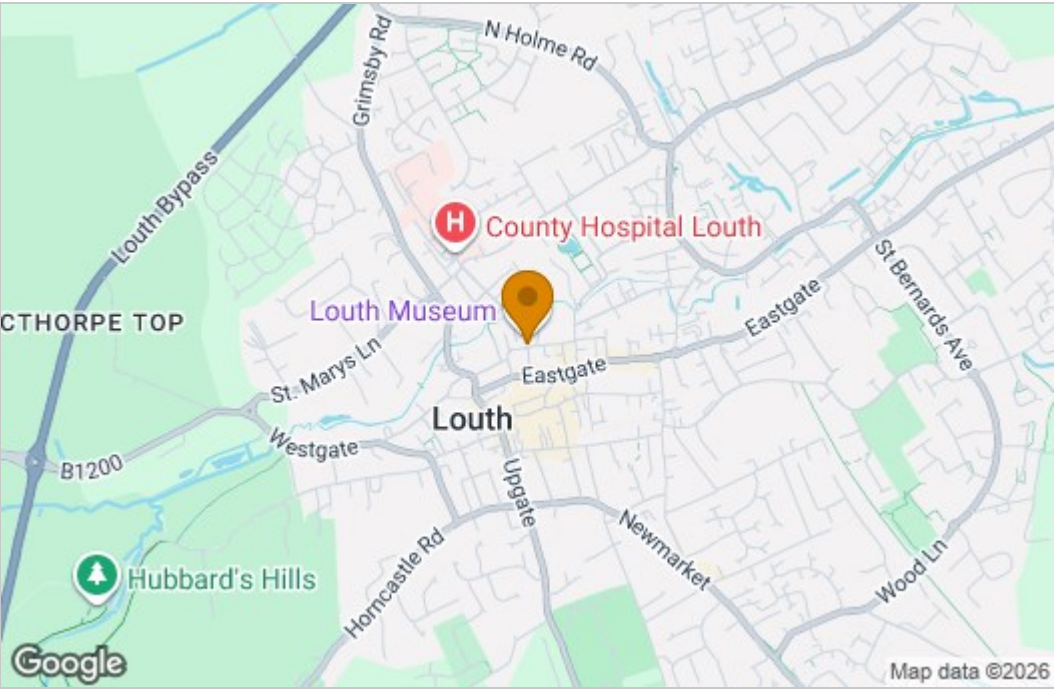 N Holme Rd
Grimsby Rd
Louth Bypass
County Hospital Louth
St Bernards Ave
Louth Museum
CTHORPE TOP
Eastgate
St. Marys Ln
Eastgate
Louth
Westgate
B1200
Upgate
Newmarket
Horncastle Rd
Wood Ln
Hubbard's Hills
Google
Map data ©2026
H